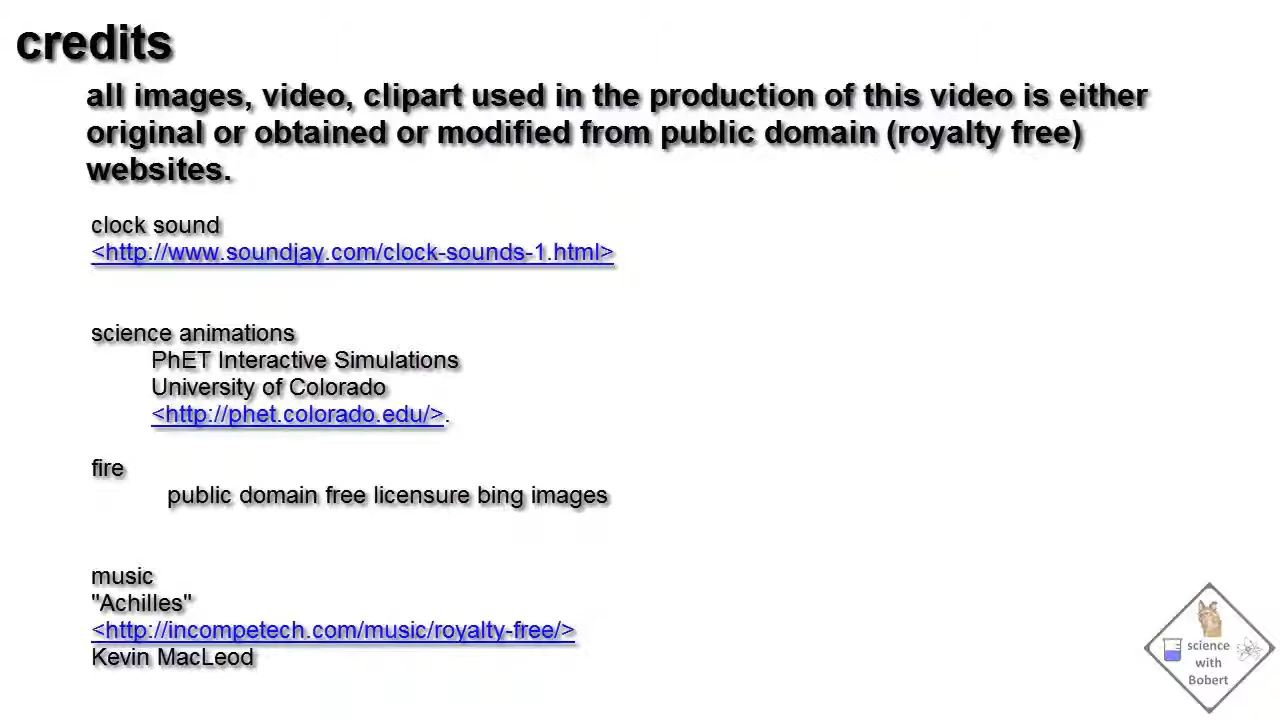 credits
all images, video, clipart used in the production of this video is either
original or obtained or modified from public domain (royalty free)
websites.
clock sound
<http://www.soundjay.com/clock-sounds-1.html>
science animations
PhET Interactive Simulations
University of Colorado
<http://phet.colorado.edu/>.
fire
public domain free licensure bing images
music
"Achilles"
<http://incompetech.com/music/royalty-free/>
Kevin MacLeod
science
with
Bobert